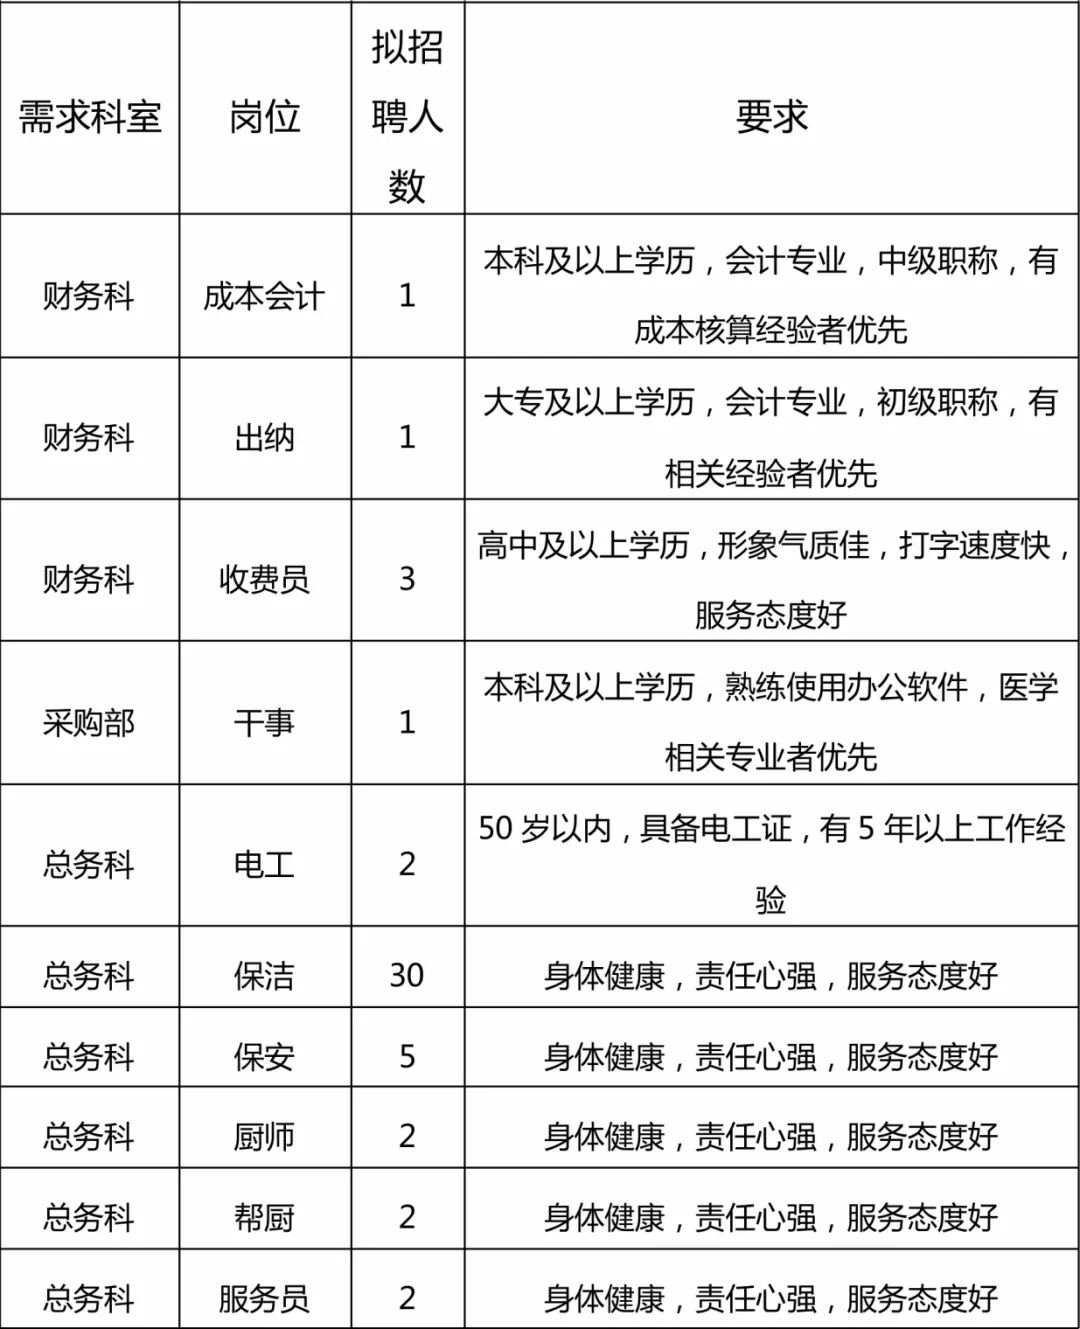 需求科室 岗位 拟招聘人数 要求
财务科 成本会计 1 本科及以上学历，会计专业，中级职称，有
成本核算经验者优先
财务科 出纳 1 大专及以上学历，会计专业，初级职称，有
相关经验者优先
财务科 收费员 3 高中及以上学历，形象气质佳，打字速度快，
服务态度好
采购部 干事 1 本科及以上学历，熟练使用办公软件，医学
相关专业者优先
总务科 电工 2 50 岁以内，具备电工证，有 5 年以上工作经
验
总务科 保洁 30 身体健康，责任心强，服务态度好
总务科 保安 5 身体健康，责任心强，服务态度好
总务科 厨师 2 身体健康，责任心强，服务态度好
总务科 帮厨 2 身体健康，责任心强，服务态度好
总务科 服务员 2 身体健康，责任心强，服务态度好